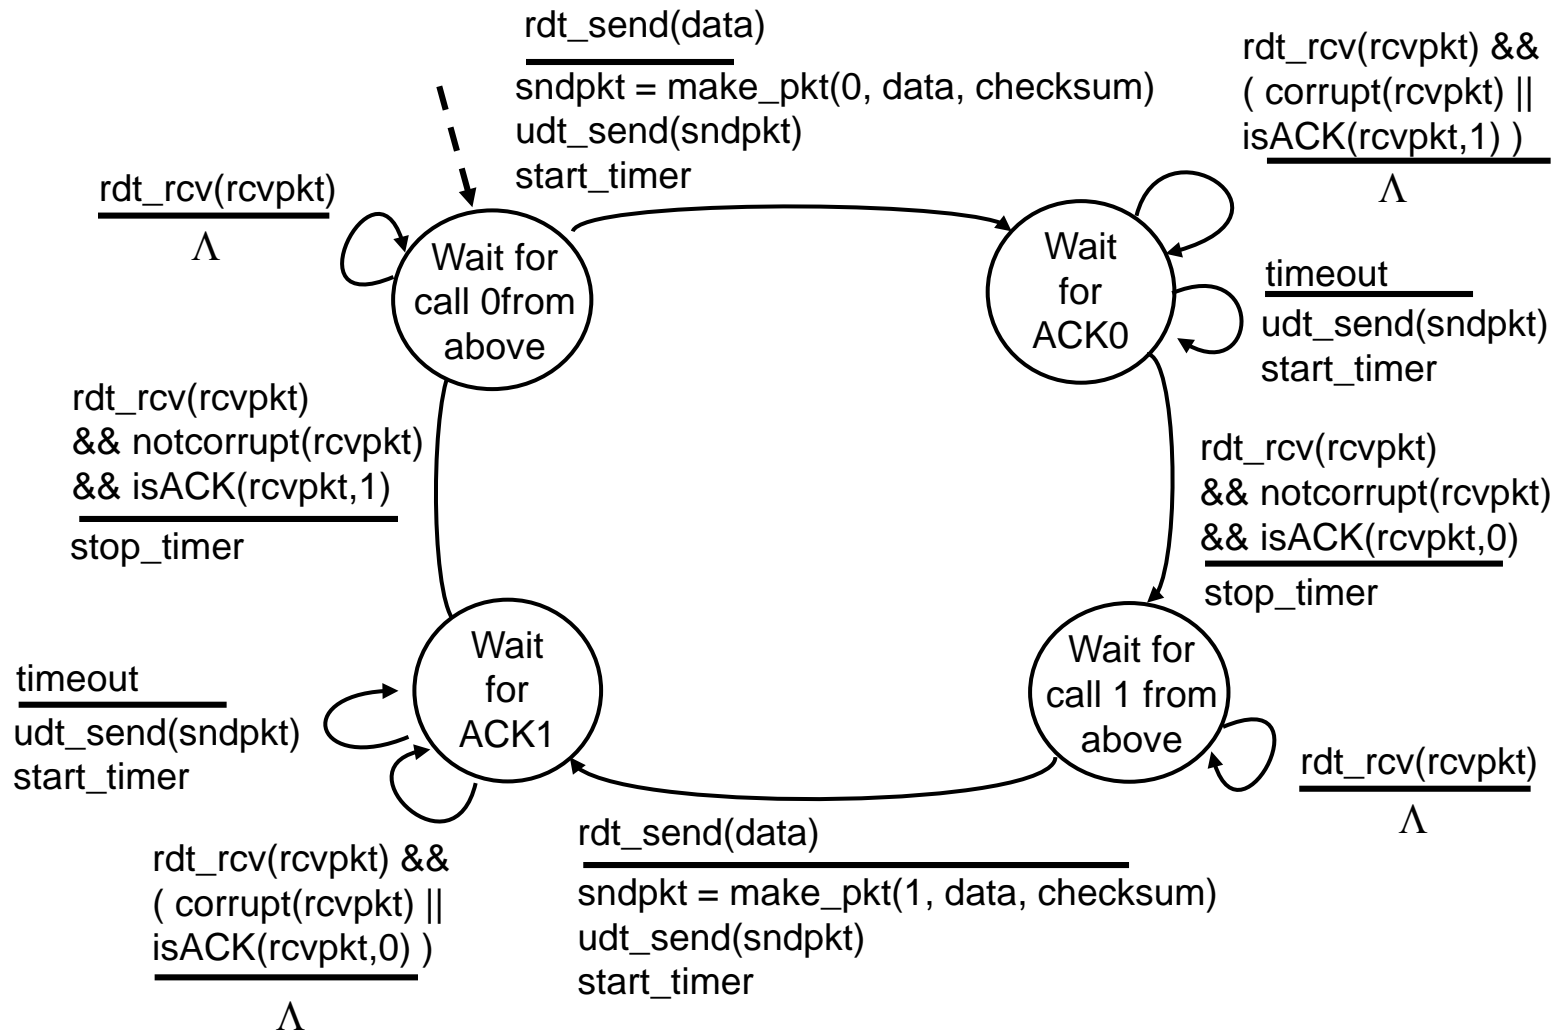 rdt_send(data)
sndpkt = make_pkt(0, data, checksum)
udt_send(sndpkt)
start_timer
rdt_rcv(rcvpkt) &&
( corrupt(rcvpkt) ||
isACK(rcvpkt,1) )
Λ
rdt_rcv(rcvpkt)
Λ
Wait for
call 0from
above
Wait
for
ACK0
timeout
udt_send(sndpkt)
start_timer
rdt_rcv(rcvpkt)
&& notcorrupt(rcvpkt)
&& isACK(rcvpkt,1)
stop_timer
rdt_rcv(rcvpkt)
&& notcorrupt(rcvpkt)
&& isACK(rcvpkt,0)
stop_timer
Wait
for
ACK1
Wait for
call 1 from
above
timeout
udt_send(sndpkt)
start_timer
rdt_rcv(rcvpkt)
Λ
rdt_rcv(rcvpkt) &&
( corrupt(rcvpkt) ||
isACK(rcvpkt,0) )
Λ
rdt_send(data)
sndpkt = make_pkt(1, data, checksum)
udt_send(sndpkt)
start_timer